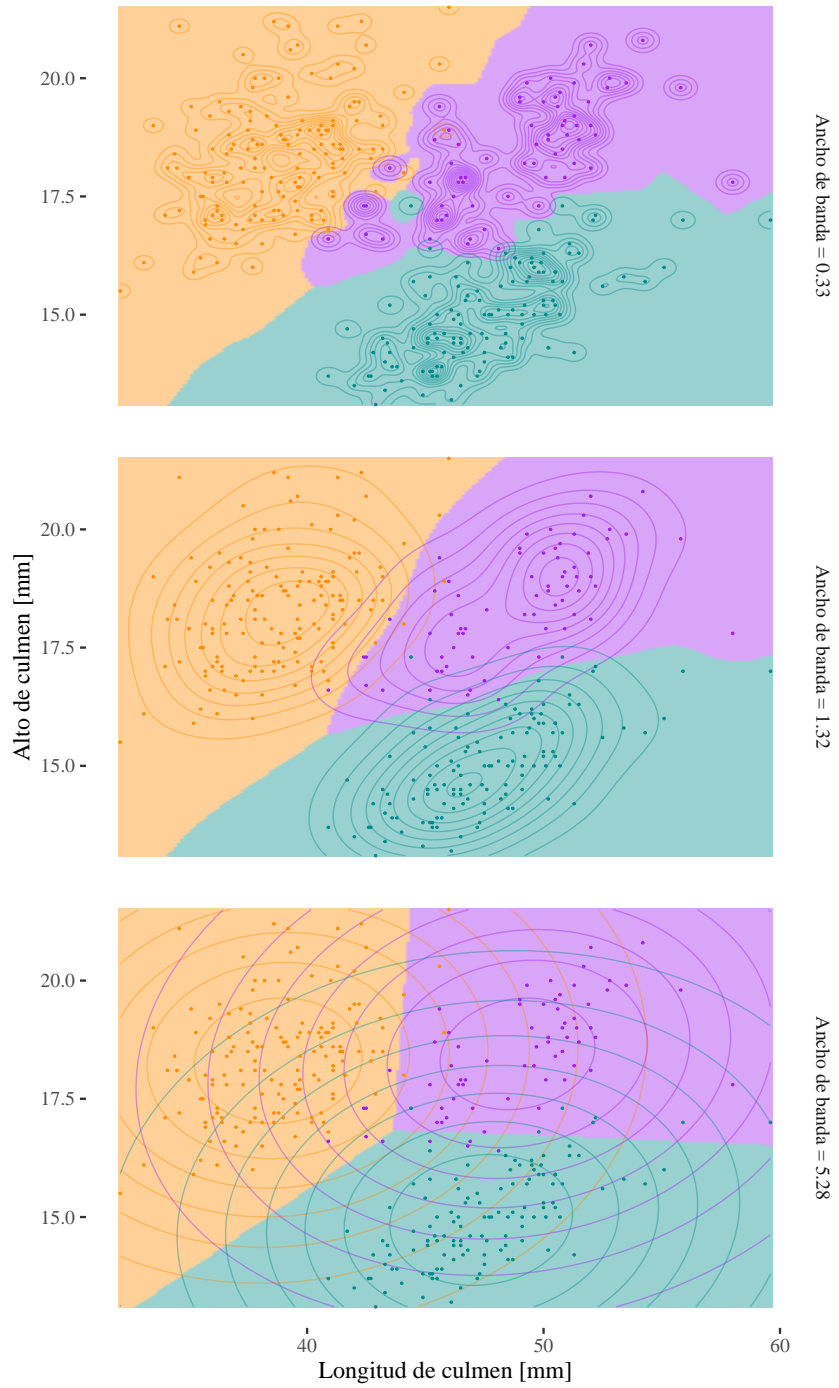 20.0
17.5
15.0
Ancho de banda = 0.33
20.0
17.5
15.0
Ancho de banda = 1.32
20.0
17.5
15.0
Ancho de banda = 5.28
Alto de culmen [mm]
40
50
60
Longitud de culmen [mm]